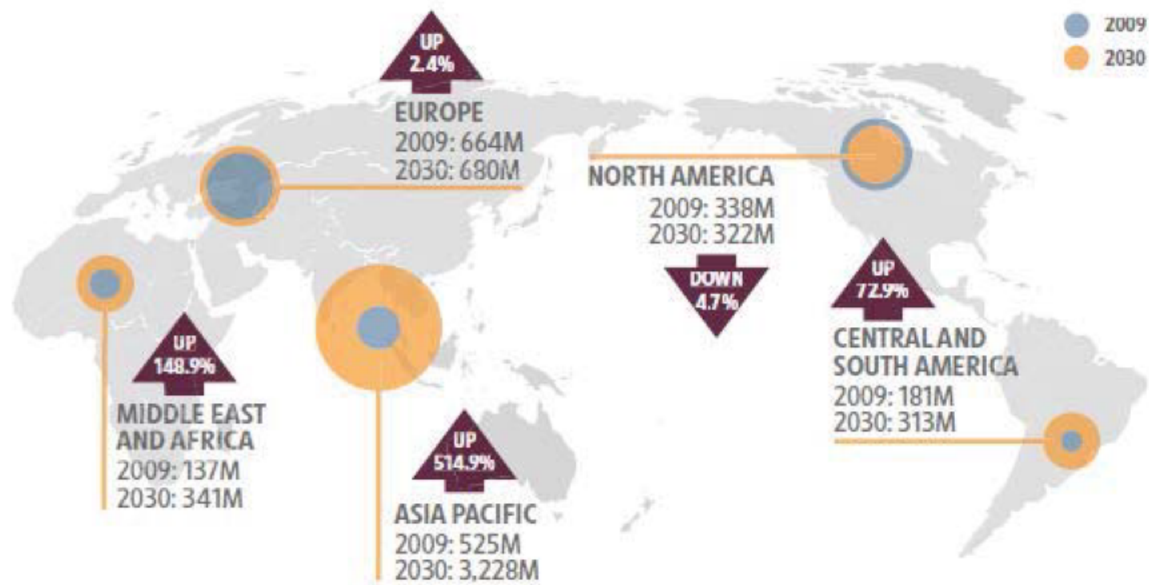 2009
2030
UP
2.4%
EUROPE
2009: 664M
2030: 680M
NORTH AMERICA
2009: 338M
2030: 322M
DOWN
4.7%
UP
72.9%
CENTRAL AND
SOUTH AMERICA
2009: 181M
2030: 313M
UP
148.9%
MIDDLE EAST
AND AFRICA
2009: 137M
2030: 341M
UP
514.9%
ASIA PACIFIC
2009: 525M
2030: 3,228M